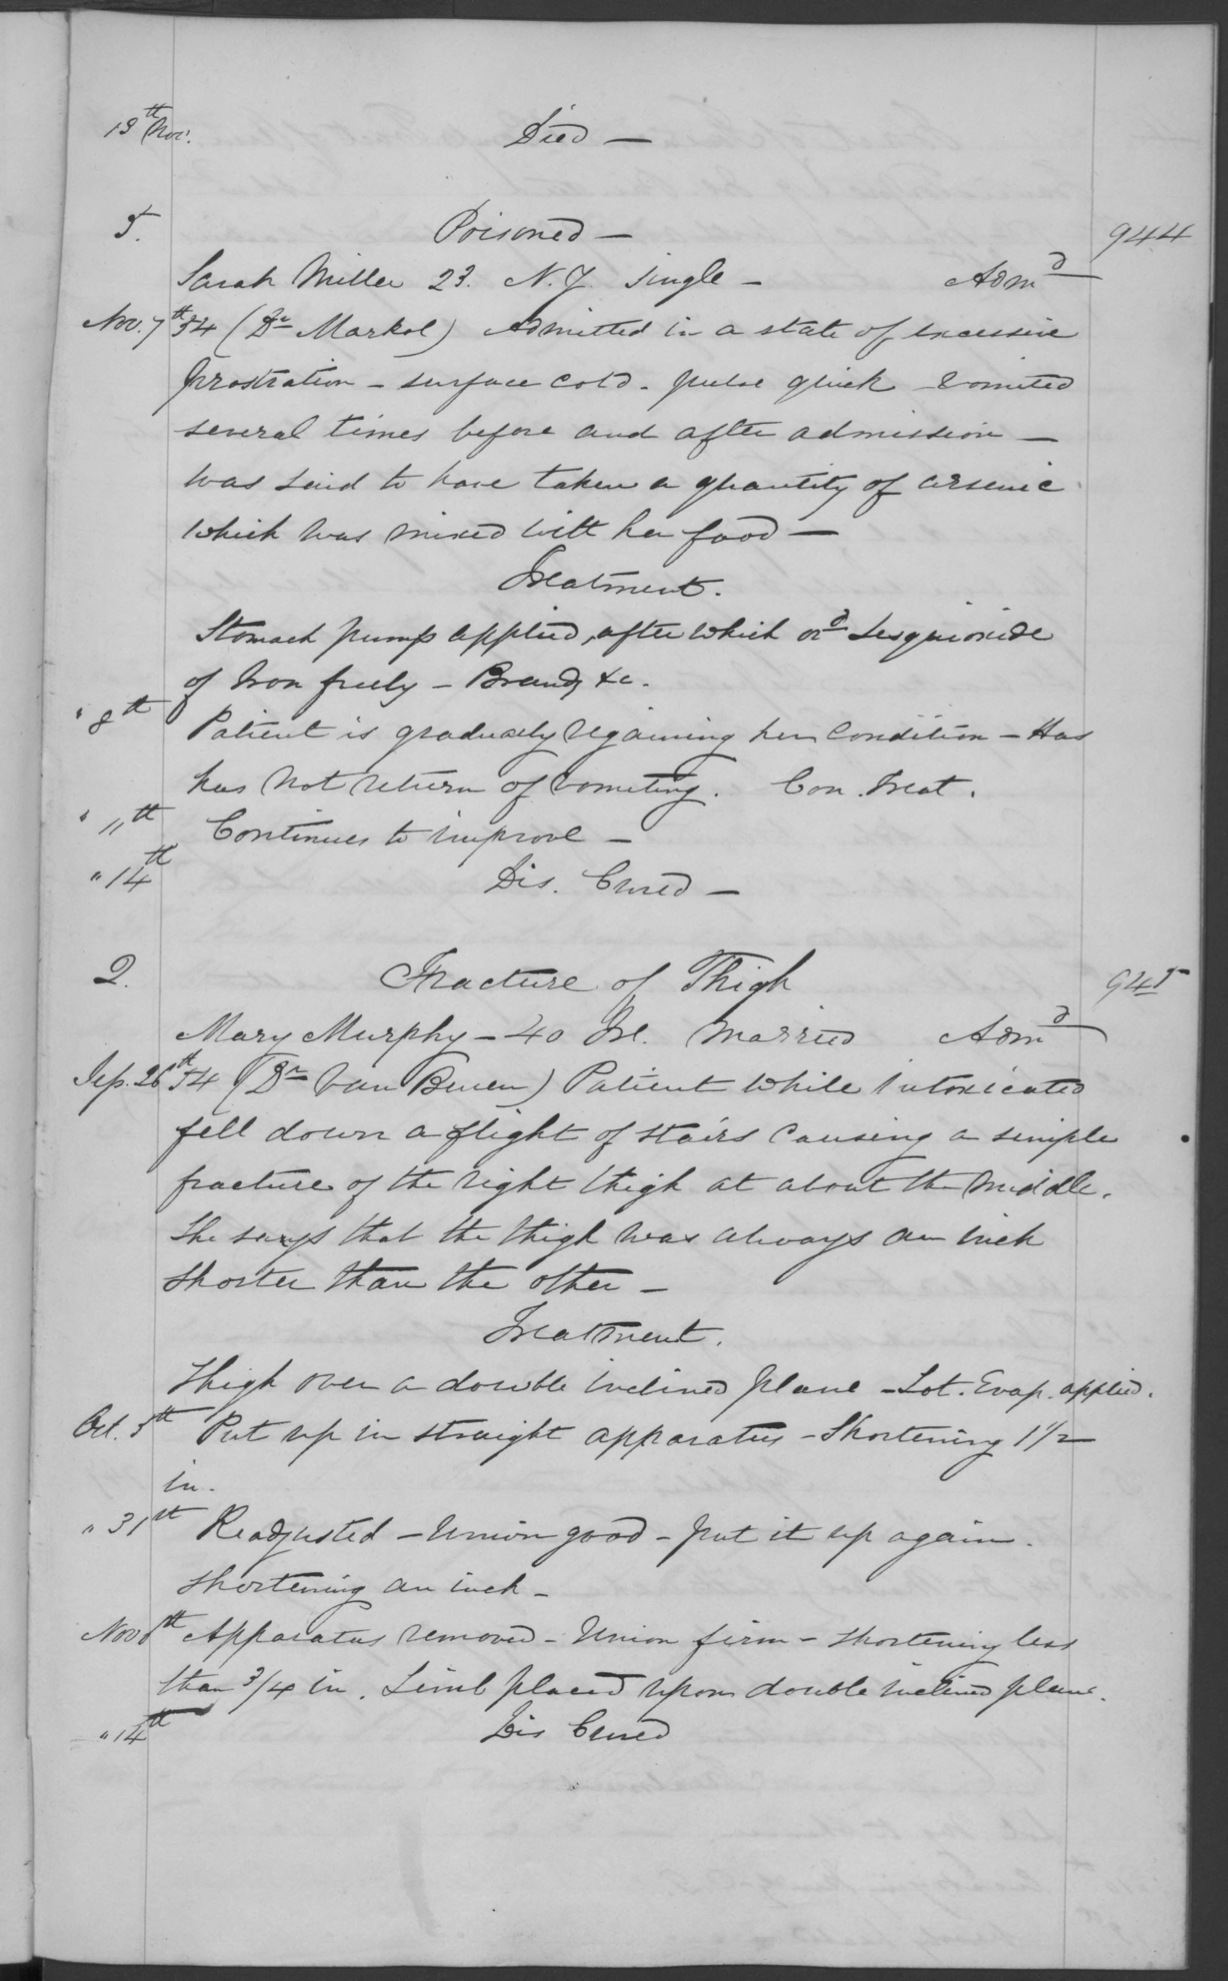 13th Nov. Died —
5. Poisoned — 944
Sarah Miller 23. N.Y. Single — Admd
Nov. 7th 54 (Dr Markoe) Admitted in a state of excessive
prostration - surface cold - pulse quick - vomited
several times before and after admission —
was said to have taken a quantity of arsenic
which was mixed with her food —
Treatment.
Stomach pump applied, after which ord Sesquioxide
of Iron freely - Brandy &c.
" 8th Patient is gradually regaining her condition - Has
has not return of vomiting. Con. Treat.
" 11th Continues to improve —
" 14th Dis. Cured —
2. Fracture of Thigh 945
Mary Murphy - 40 Ire. Married Admd
Sep. 26th 54 (Dr Van Buren) Patient while intoxicated
fell down a flight of stairs causing a simple
fracture of the right thigh at about the middle.
She says that the thigh was always an inch
shorter than the other —
Treatment.
Thigh over a double inclined plane - Lot. Evap. applied.
Oct. 5th Put up in straight apparatus - Shortening 1 1/2
in.
" 31st Readjusted - Union good - put it up again.
shortening an inch -
Nov 6th Apparatus removed - Union firm - shortening less
than 3/4 in. Limb placed upon double inclined plane.
" 14th Dis Cured